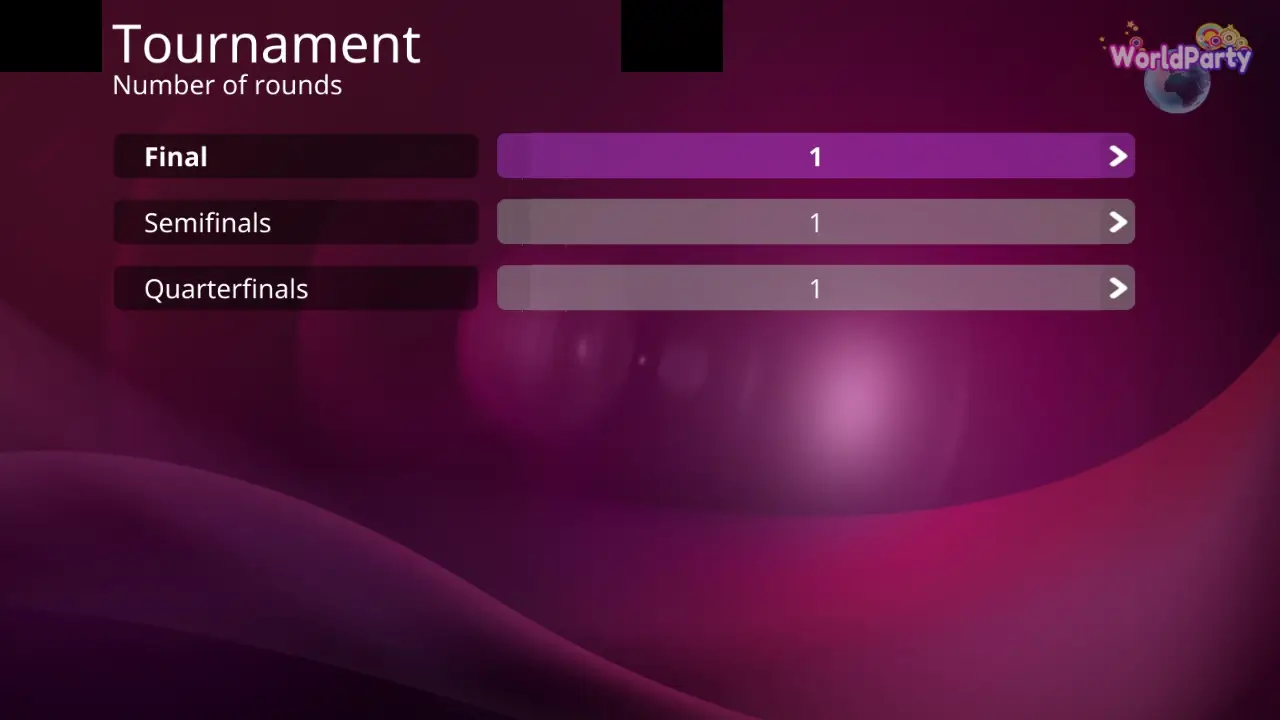 Tournament
Number of rounds
WorldParty
Final 1
Semifinals 1
Quarterfinals 1